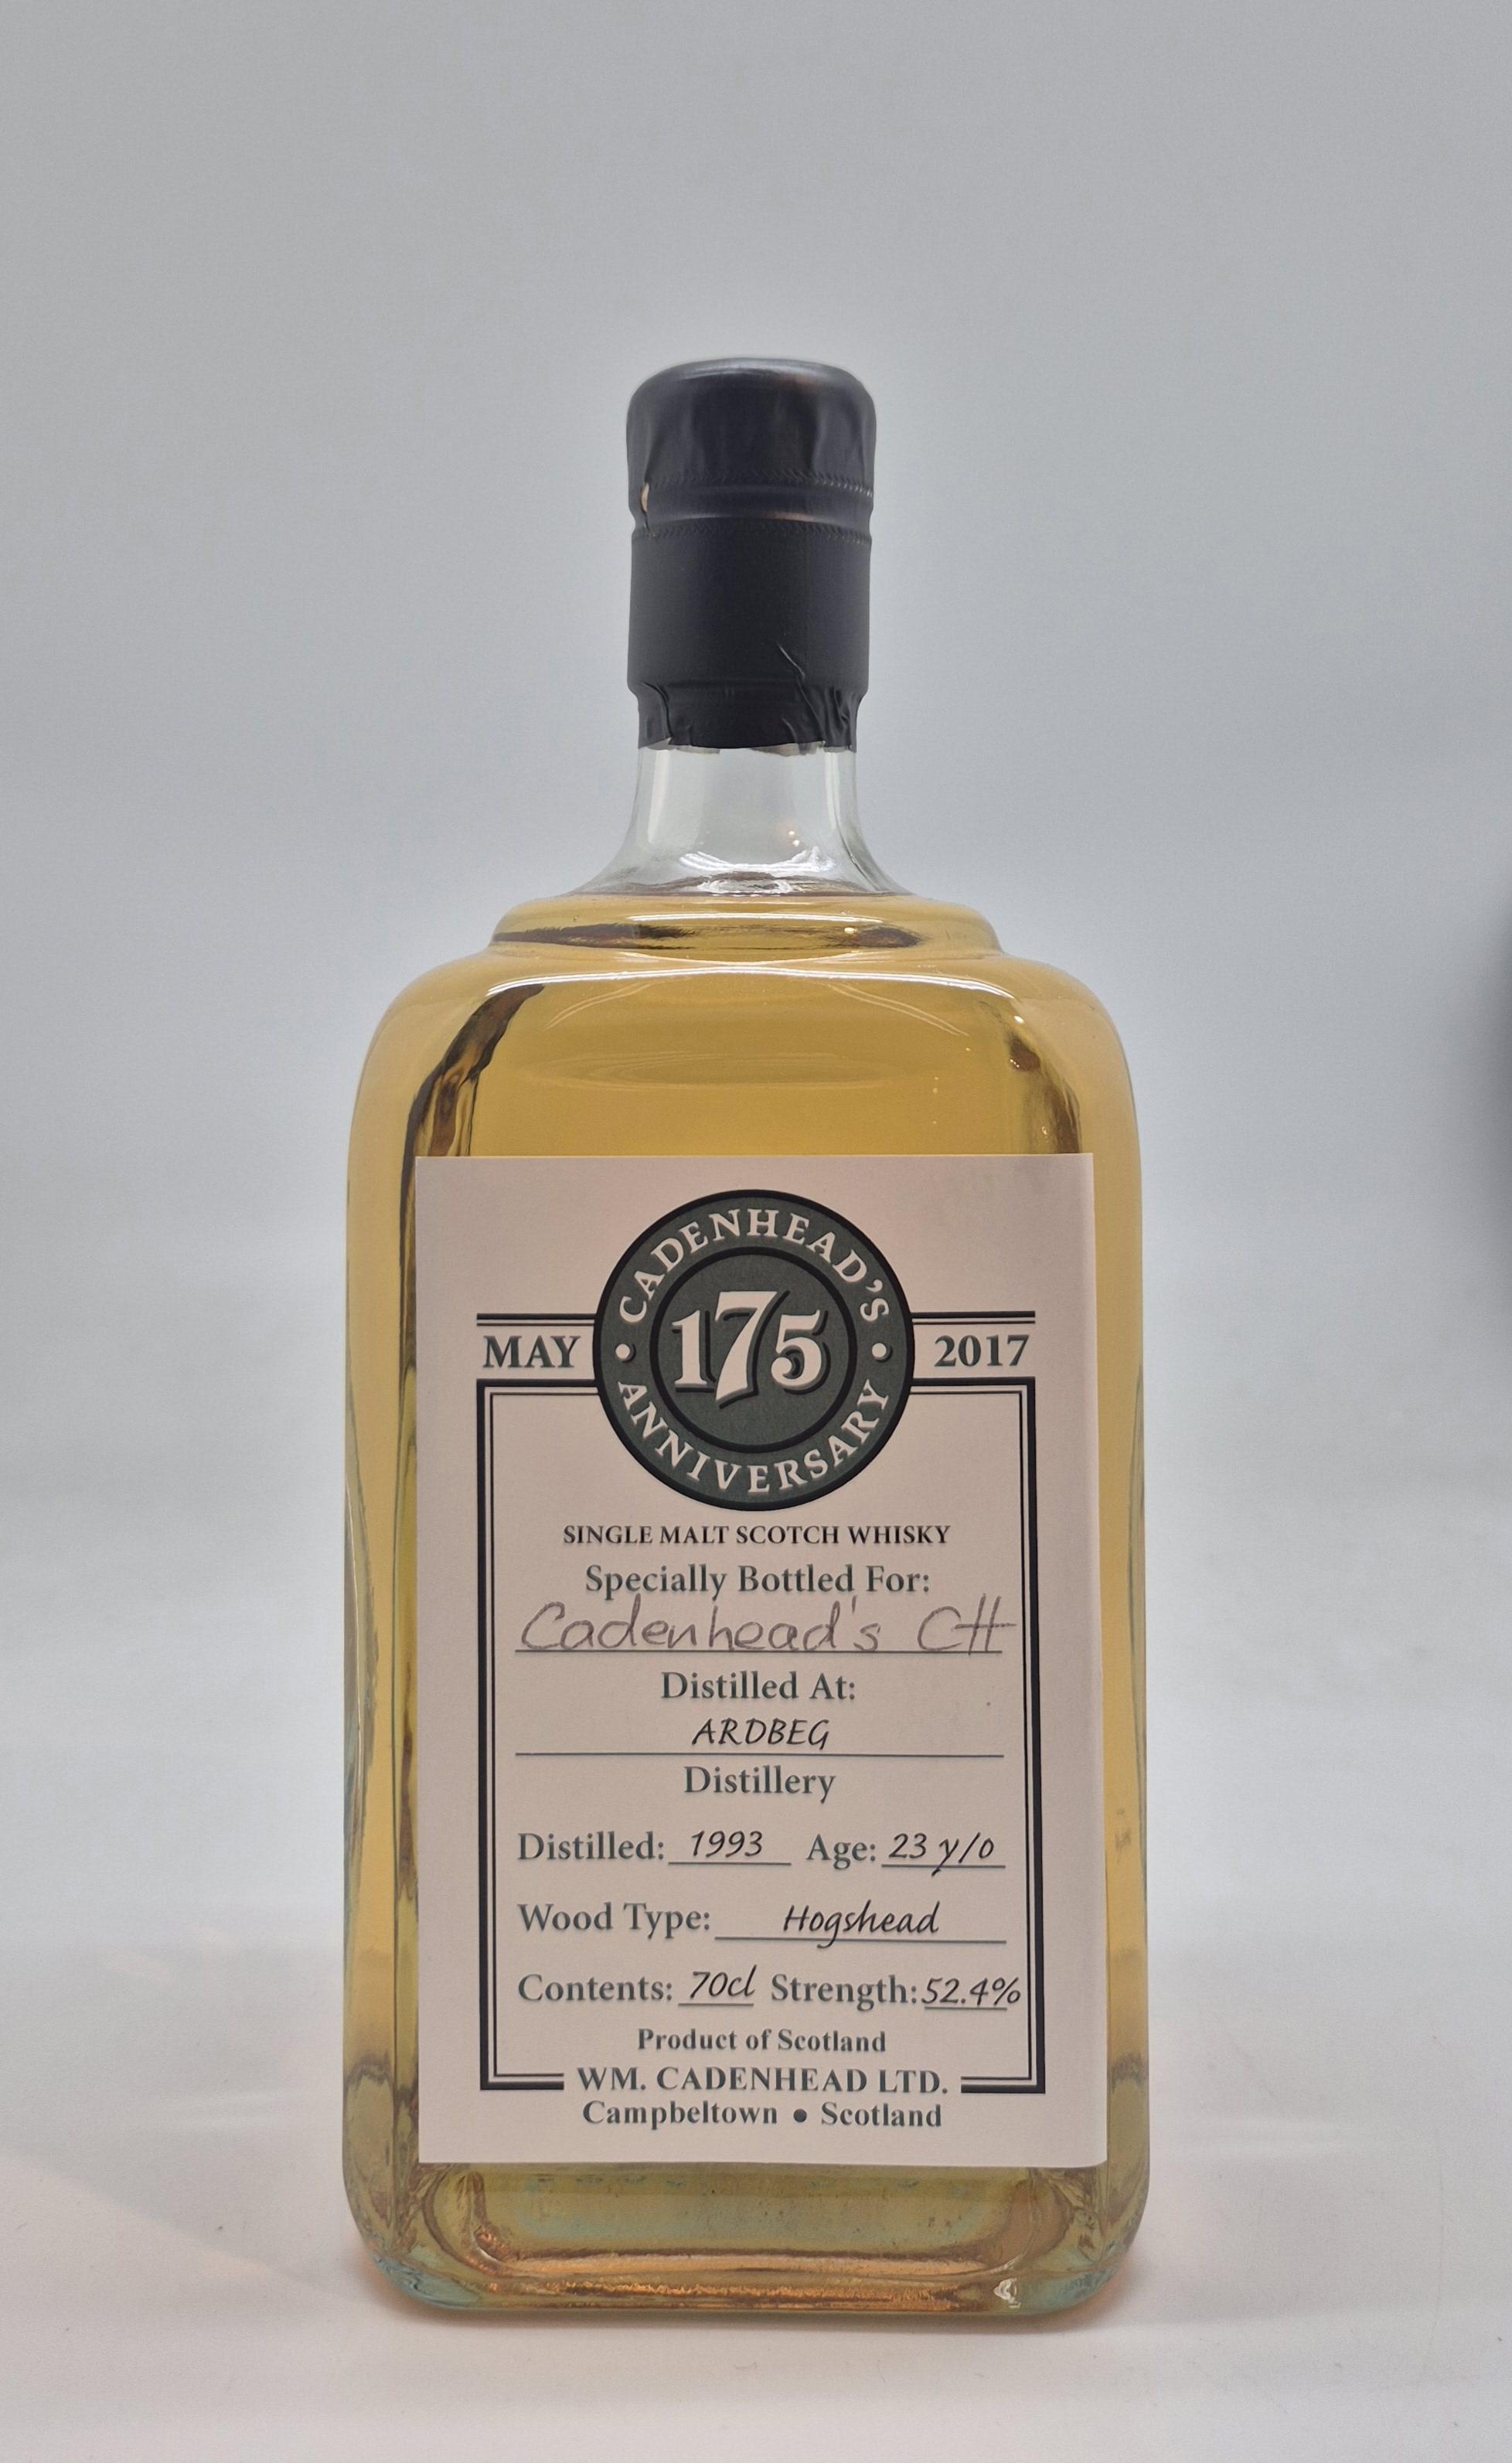 CADENHEAD'S
175
ANNIVERSARY
MAY 2017
SINGLE MALT SCOTCH WHISKY
Specially Bottled For:
Cadenhead's CH
Distilled At:
ARDBEG
Distillery
Distilled: 1993 Age: 23 y/o
Wood Type: Hogshead
Contents: 70cl Strength: 52.4%
Product of Scotland
WM. CADENHEAD LTD.
Campbeltown • Scotland